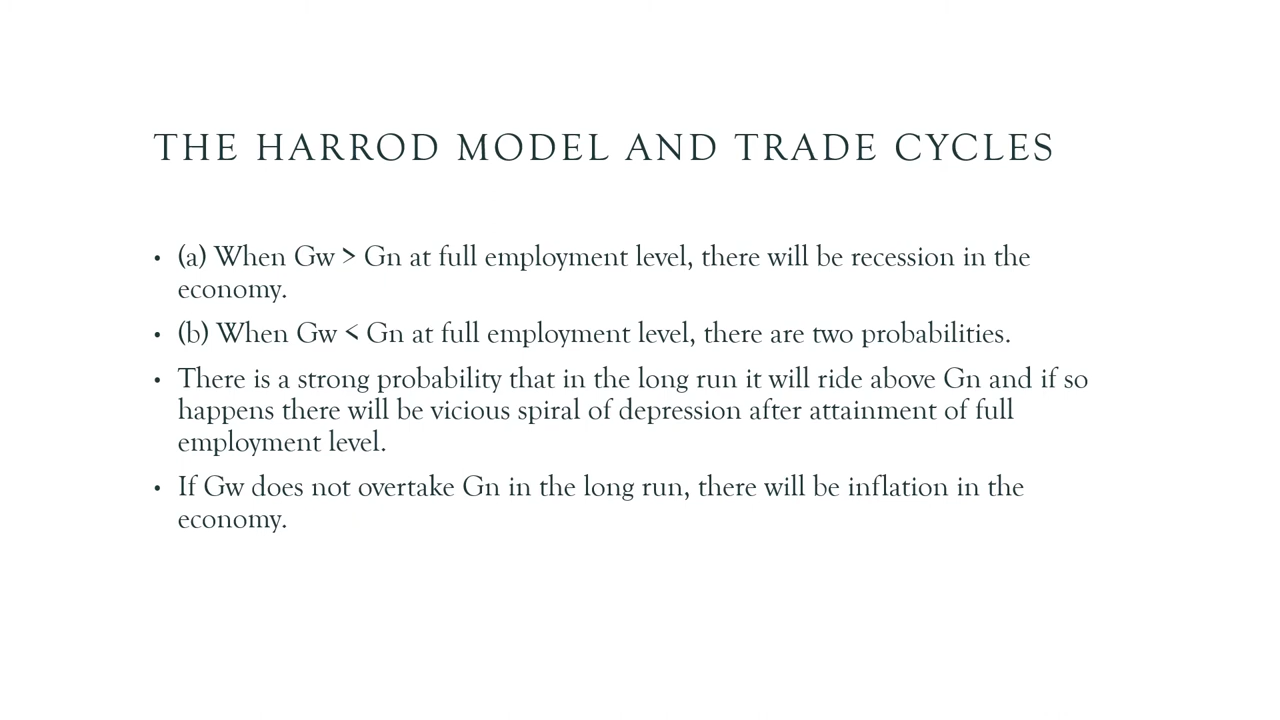 THE HARROD MODEL AND TRADE CYCLES
• (a) When Gw > Gn at full employment level, there will be recession in the
economy.
• (b) When Gw < Gn at full employment level, there are two probabilities.
• There is a strong probability that in the long run it will ride above Gn and if so
happens there will be vicious spiral of depression after attainment of full
employment level.
• If Gw does not overtake Gn in the long run, there will be inflation in the
economy.